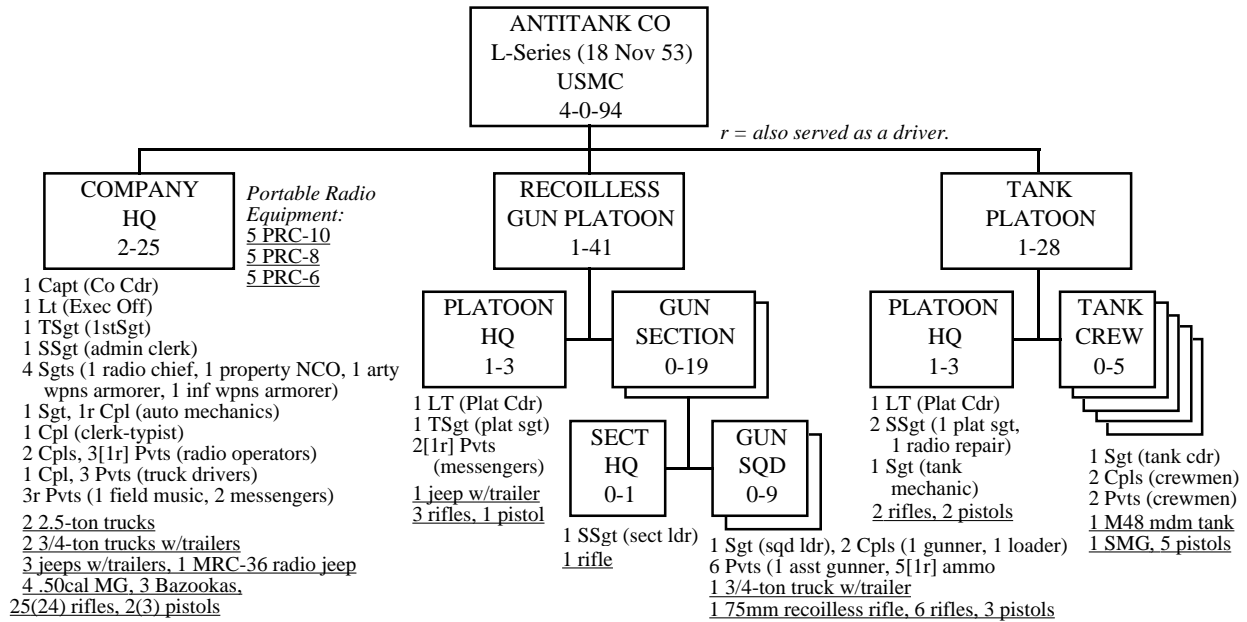 ANTITANK CO
L-Series (18 Nov 53)
USMC
4-0-94
r = also served as a driver.
COMPANY
HQ
2-25
Portable Radio
Equipment:
5 PRC-10
5 PRC-8
5 PRC-6
1 Capt (Co Cdr)
1 Lt (Exec Off)
1 TSgt (1stSgt)
1 SSgt (admin clerk)
4 Sgts (1 radio chief, 1 property NCO, 1 arty
wpns armorer, 1 inf wpns armorer)
1 Sgt, 1r Cpl (auto mechanics)
1 Cpl (clerk-typist)
2 Cpls, 3[1r] Pvts (radio operators)
1 Cpl, 3 Pvts (truck drivers)
3r Pvts (1 field music, 2 messengers)
2 2.5-ton trucks
2 3/4-ton trucks w/trailers
3 jeeps w/trailers, 1 MRC-36 radio jeep
4 .50cal MG, 3 Bazookas,
25(24) rifles, 2(3) pistols
RECOILLESS
GUN PLATOON
1-41
PLATOON
HQ
1-3
1 LT (Plat Cdr)
1 TSgt (plat sgt)
2[1r] Pvts
(messengers)
1 jeep w/trailer
3 rifles, 1 pistol
GUN
SECTION
0-19
SECT
HQ
0-1
1 SSgt (sect ldr)
1 rifle
GUN
SQD
0-9
1 Sgt (sqd ldr), 2 Cpls (1 gunner, 1 loader)
6 Pvts (1 asst gunner, 5[1r] ammo
1 3/4-ton truck w/trailer
1 75mm recoilless rifle, 6 rifles, 3 pistols
TANK
PLATOON
1-28
PLATOON
HQ
1-3
1 LT (Plat Cdr)
2 SSgt (1 plat sgt,
1 radio repair)
1 Sgt (tank
mechanic)
2 rifles, 2 pistols
TANK
CREW
0-5
1 Sgt (tank cdr)
2 Cpls (crewmen)
2 Pvts (crewmen)
1 M48 mdm tank
1 SMG, 5 pistols